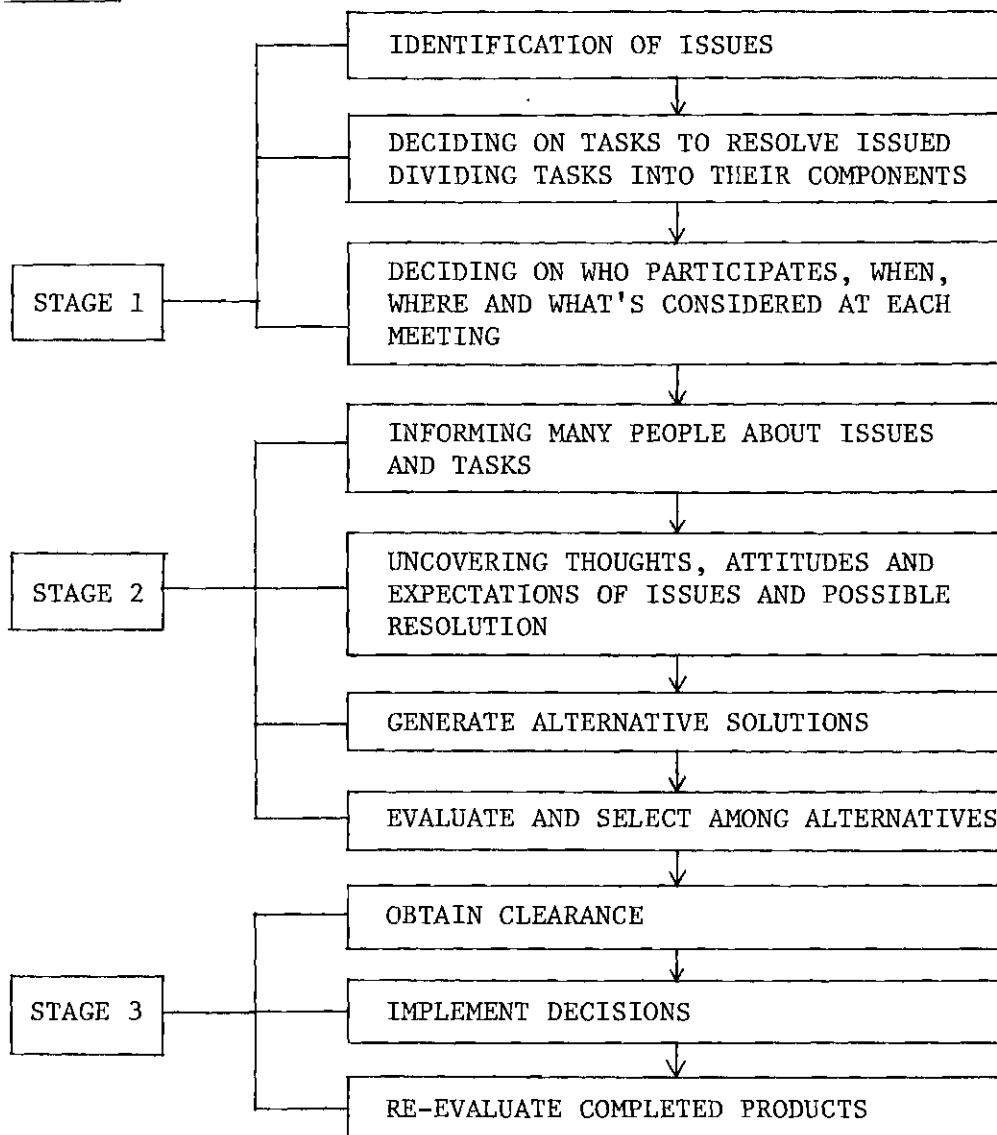 IDENTIFICATION OF ISSUES
DECIDING ON TASKS TO RESOLVE ISSUED
DIVIDING TASKS INTO THEIR COMPONENTS
STAGE 1
DECIDING ON WHO PARTICIPATES, WHEN,
WHERE AND WHAT'S CONSIDERED AT EACH
MEETING
INFORMING MANY PEOPLE ABOUT ISSUES
AND TASKS
STAGE 2
UNCOVERING THOUGHTS, ATTITUDES AND
EXPECTATIONS OF ISSUES AND POSSIBLE
RESOLUTION
GENERATE ALTERNATIVE SOLUTIONS
EVALUATE AND SELECT AMONG ALTERNATIVES
OBTAIN CLEARANCE
STAGE 3
IMPLEMENT DECISIONS
RE-EVALUATE COMPLETED PRODUCTS